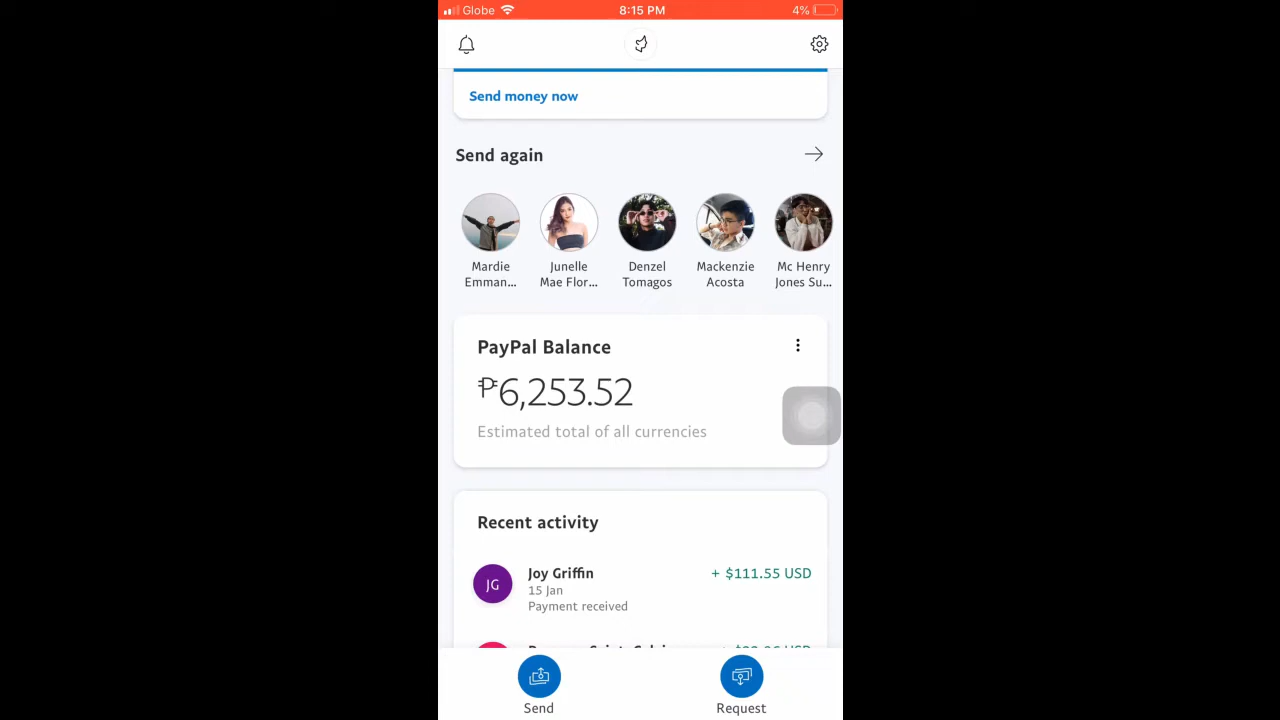 Globe
8:15 PM
4%
Send money now
Send again
Mardie Emman...
Junelle Mae Flor...
Denzel Tomagos
Mackenzie Acosta
Mc Henry Jones Su...
PayPal Balance
₱6,253.52
Estimated total of all currencies
Recent activity
JG
Joy Griffin
+ $111.55 USD
15 Jan
Payment received
Send
Request